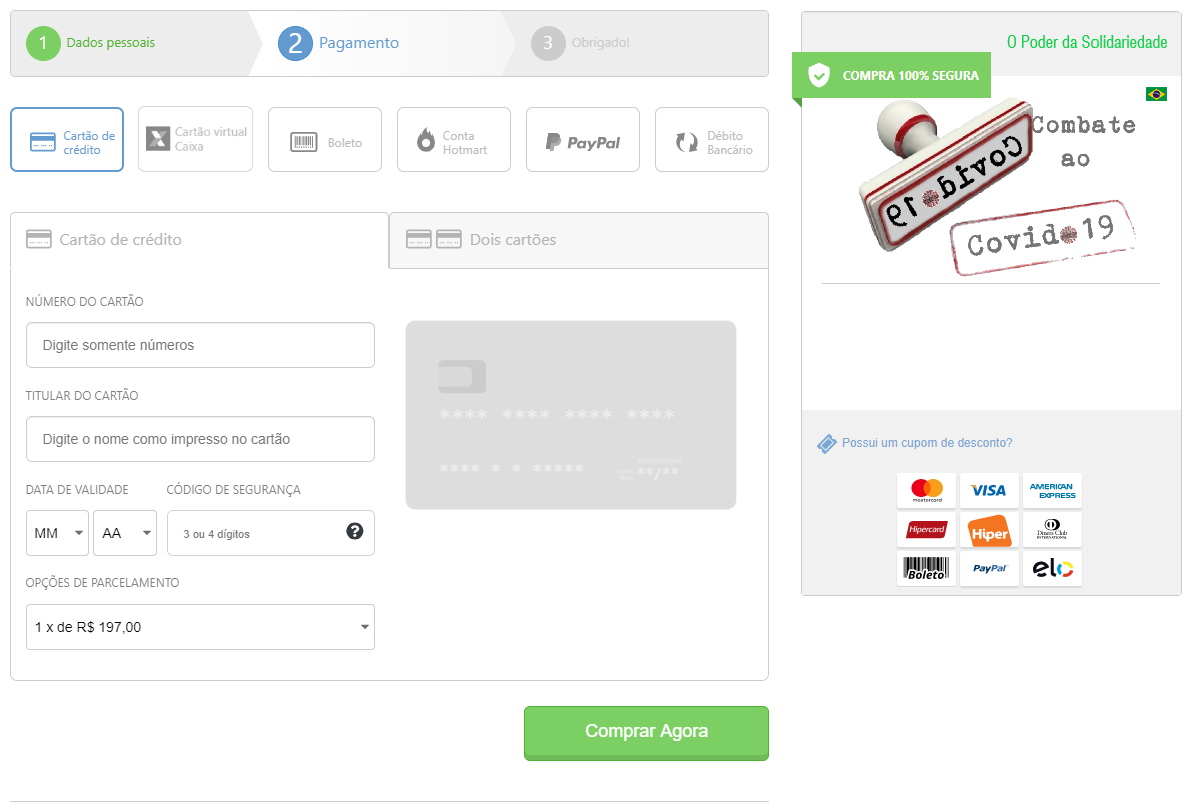 1 Dados pessoais
2 Pagamento
3 Obrigado!
Cartão de
crédito
Cartão virtual
Caixa
Boleto
Conta
Hotmart
PayPal
Débito
Bancário
Cartão de crédito
Dois cartões
NÚMERO DO CARTÃO
Digite somente números
TITULAR DO CARTÃO
Digite o nome como impresso no cartão
DATA DE VALIDADE
CÓDIGO DE SEGURANÇA
MM
AA
3 ou 4 dígitos
?
OPÇÕES DE PARCELAMENTO
1 x de R$ 197,00
**** **** **** ****
**** * * *****
**/**
Comprar Agora
O Poder da Solidariedade
COMPRA 100% SEGURA
Combate
ao
Covid 19
Covid 19
Possui um cupom de desconto?
mastercard
VISA
AMERICAN
EXPRESS
Hipercard
Hiper
Diners Club
INTERNATIONAL
Boleto
PayPal
elo